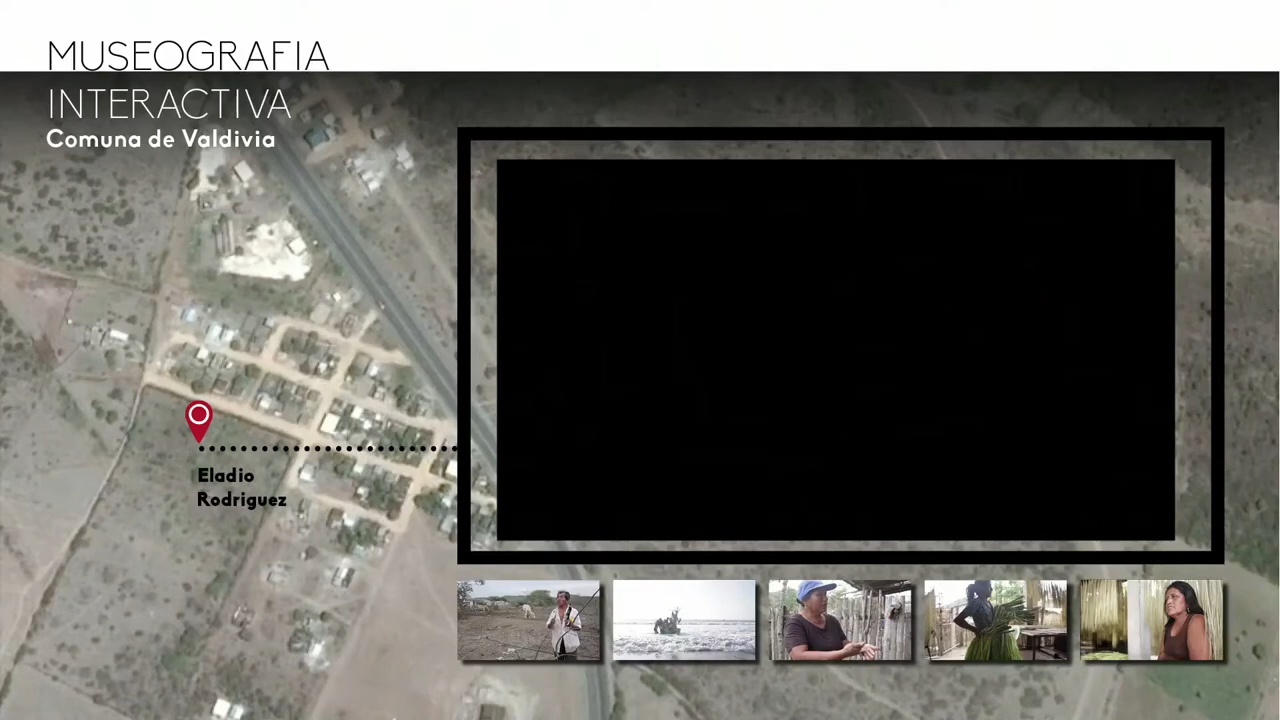 MUSEOGRAFIA
INTERACTIVA
Comuna de Valdivia
Eladio
Rodriguez